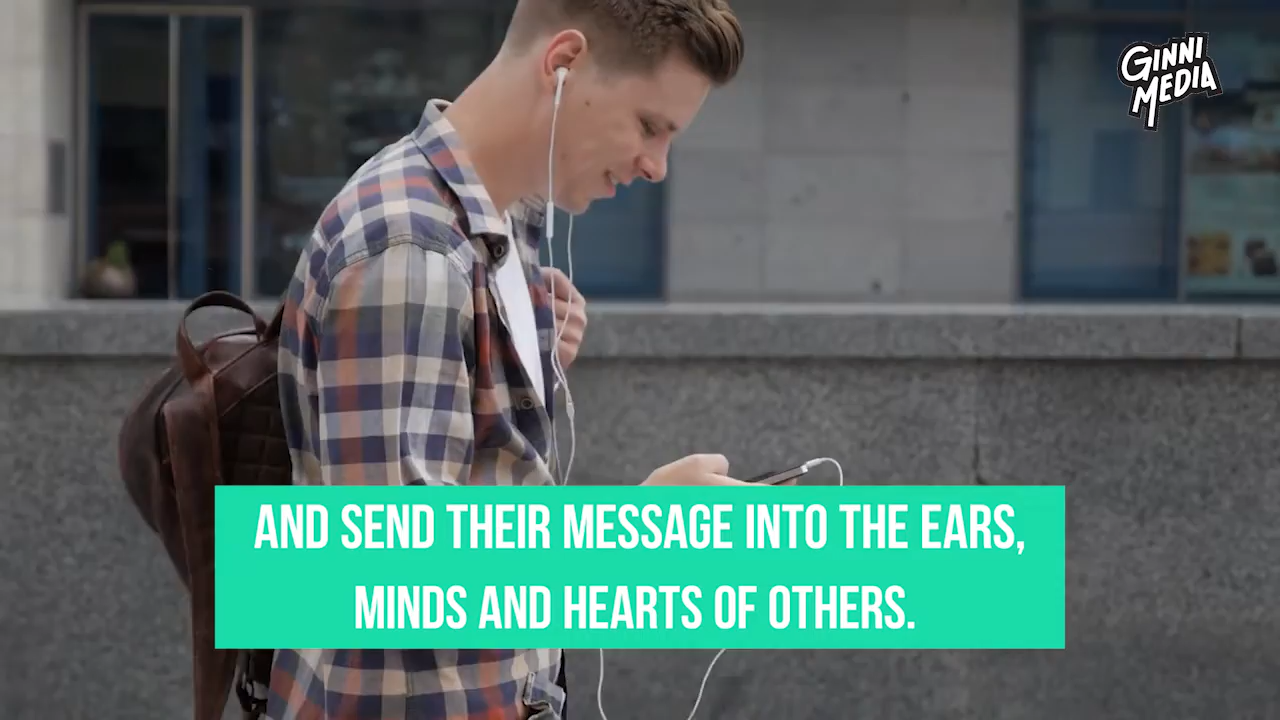 GINNI
MEDIA
AND SEND THEIR MESSAGE INTO THE EARS,
MINDS AND HEARTS OF OTHERS.